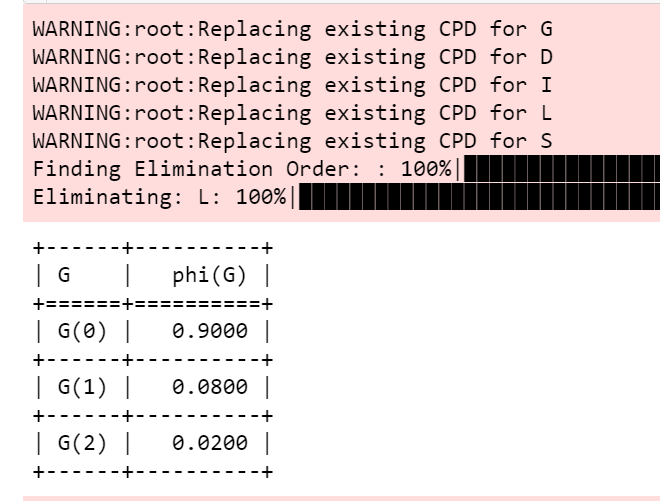 WARNING:root:Replacing existing CPD for G
WARNING:root:Replacing existing CPD for D
WARNING:root:Replacing existing CPD for I
WARNING:root:Replacing existing CPD for L
WARNING:root:Replacing existing CPD for S
Finding Elimination Order: : 100%|████████████████
Eliminating: L: 100%|█████████████████████████████
+------+----------+
| G    |   phi(G) |
+======+==========+
| G(0) |   0.9000 |
+------+----------+
| G(1) |   0.0800 |
+------+----------+
| G(2) |   0.0200 |
+------+----------+